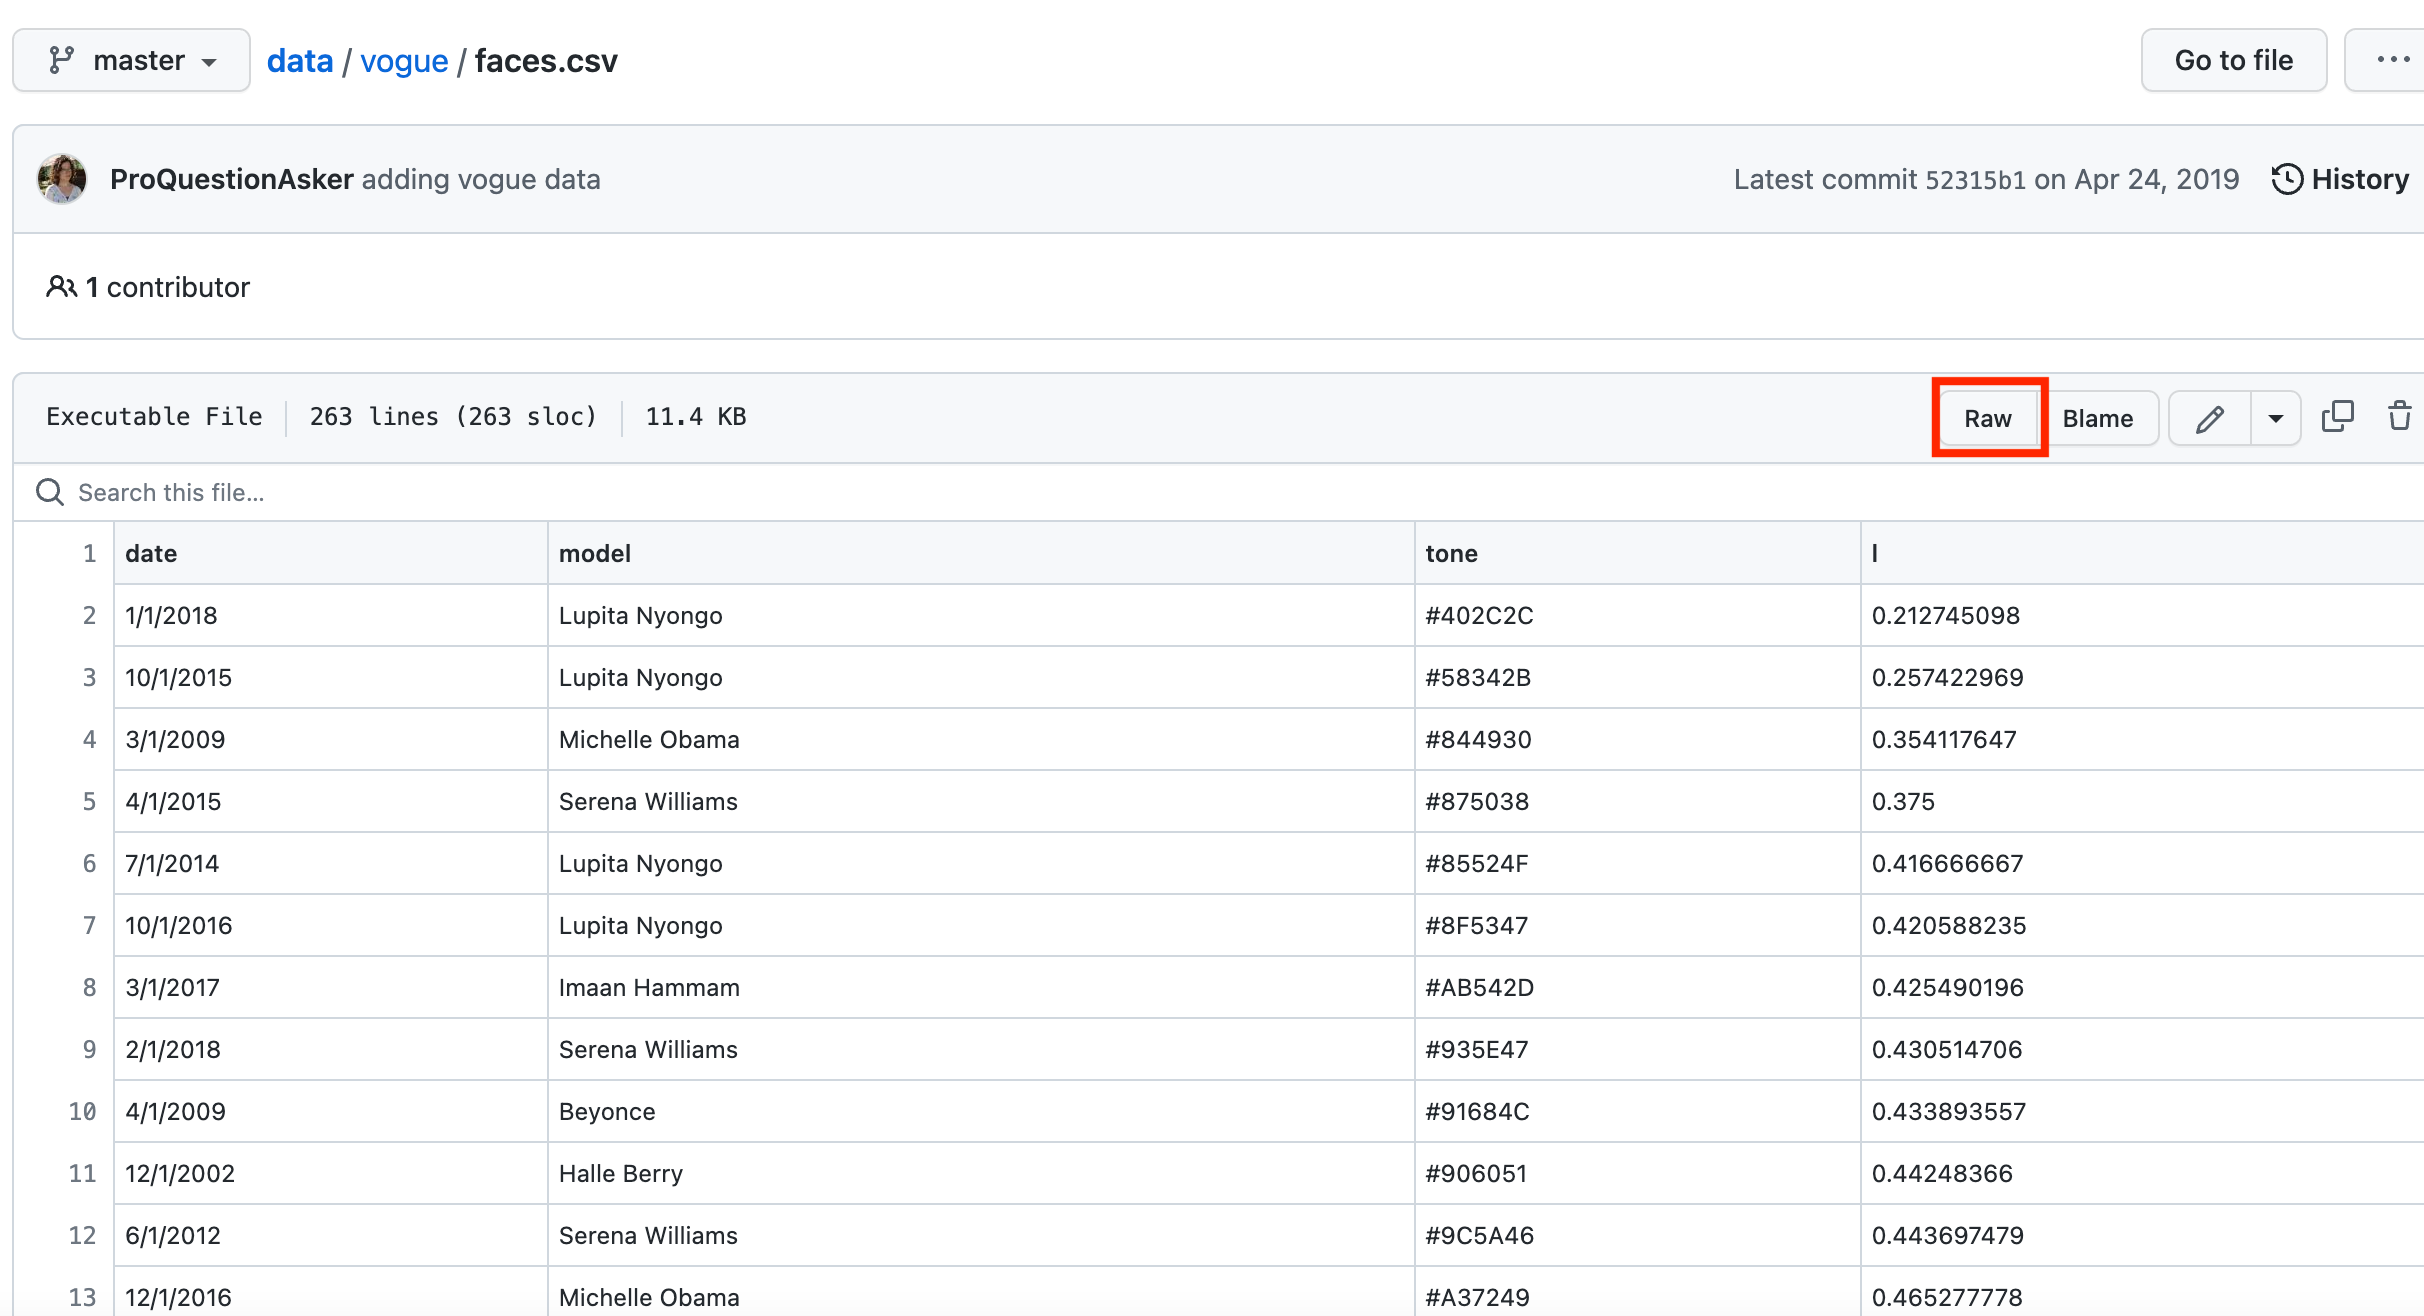 master data / vogue / faces.csv Go to file ...
ProQuestionAsker adding vogue data Latest commit 52315b1 on Apr 24, 2019 History
1 contributor
Executable File 263 lines (263 sloc) 11.4 KB Raw Blame
Search this file...
1 date model tone l
2 1/1/2018 Lupita Nyongo #402C2C 0.212745098
3 10/1/2015 Lupita Nyongo #58342B 0.257422969
4 3/1/2009 Michelle Obama #844930 0.354117647
5 4/1/2015 Serena Williams #875038 0.375
6 7/1/2014 Lupita Nyongo #85524F 0.416666667
7 10/1/2016 Lupita Nyongo #8F5347 0.420588235
8 3/1/2017 Imaan Hammam #AB542D 0.425490196
9 2/1/2018 Serena Williams #935E47 0.430514706
10 4/1/2009 Beyonce #91684C 0.433893557
11 12/1/2002 Halle Berry #906051 0.44248366
12 6/1/2012 Serena Williams #9C5A46 0.443697479
13 12/1/2016 Michelle Obama #A37249 0.465277778